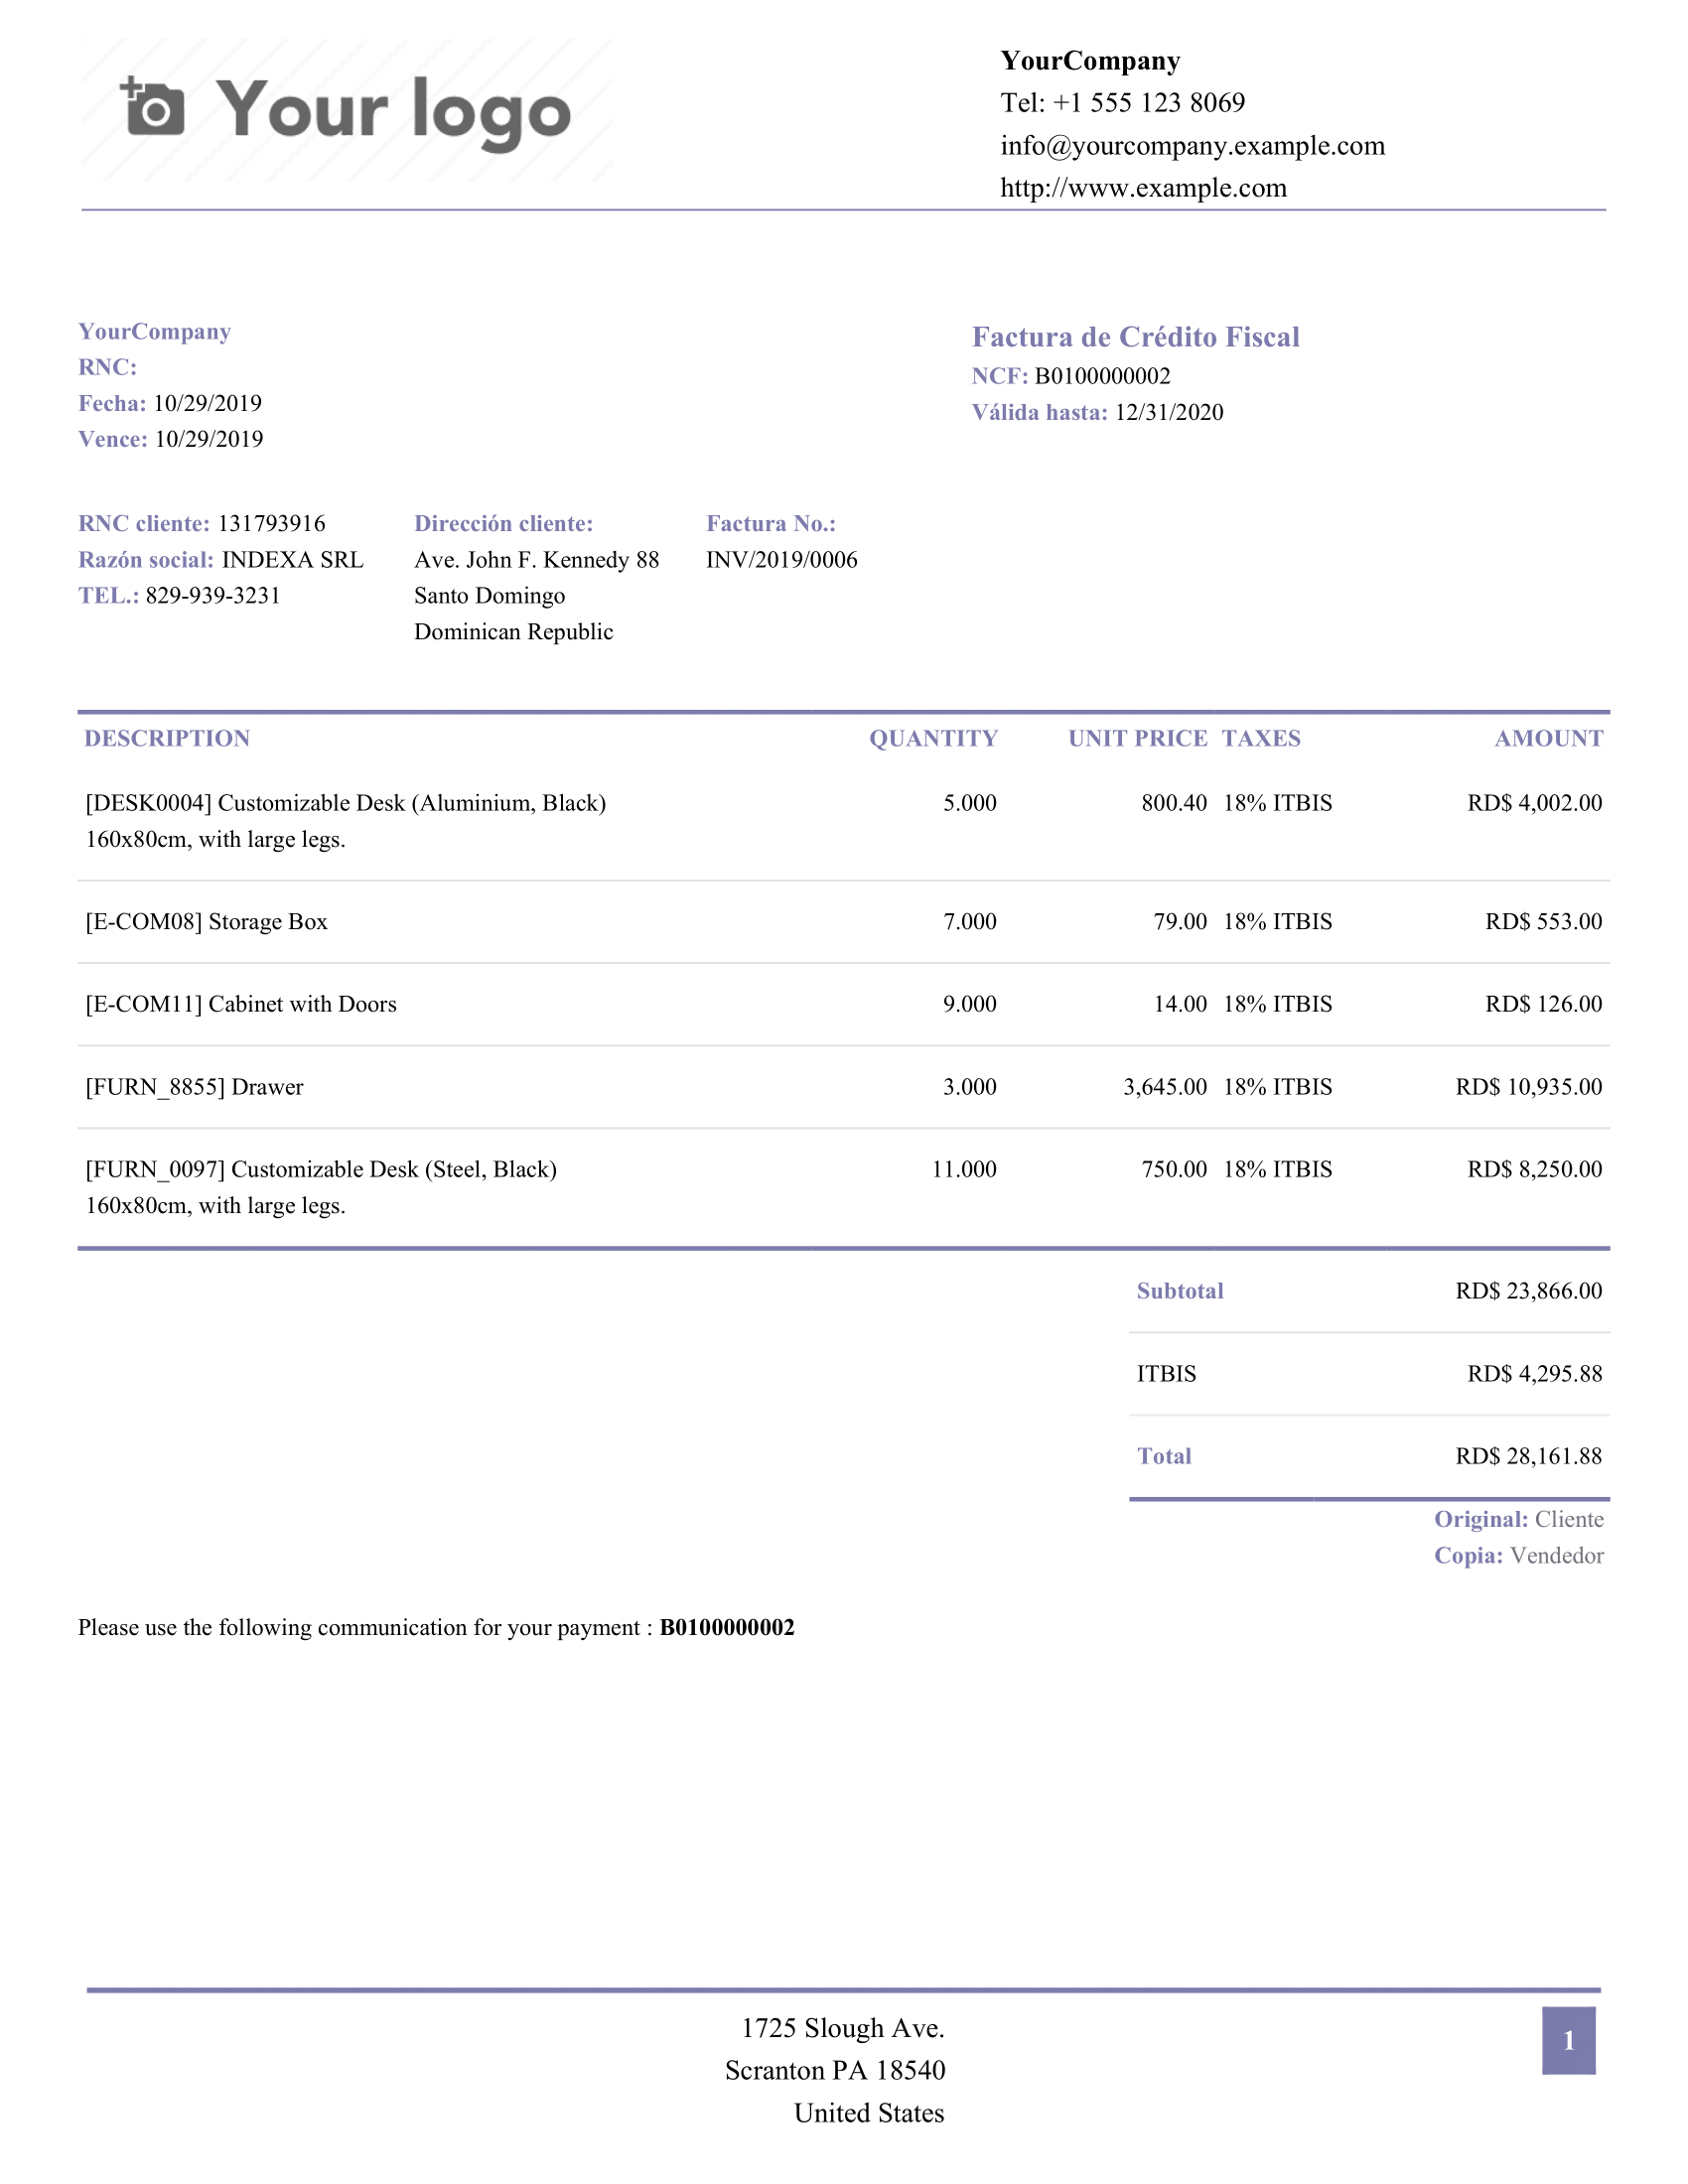 Your logo
YourCompany
Tel: +1 555 123 8069
info@yourcompany.example.com
http://www.example.com
YourCompany
RNC:
Fecha: 10/29/2019
Vence: 10/29/2019
Factura de Crédito Fiscal
NCF: B0100000002
Válida hasta: 12/31/2020
RNC cliente: 131793916
Razón social: INDEXA SRL
TEL.: 829-939-3231
Dirección cliente:
Ave. John F. Kennedy 88
Santo Domingo
Dominican Republic
Factura No.:
INV/2019/0006
DESCRIPTION QUANTITY UNIT PRICE TAXES AMOUNT
[DESK0004] Customizable Desk (Aluminium, Black) 5.000 800.40 18% ITBIS RD$ 4,002.00
160x80cm, with large legs.
[E-COM08] Storage Box 7.000 79.00 18% ITBIS RD$ 553.00
[E-COM11] Cabinet with Doors 9.000 14.00 18% ITBIS RD$ 126.00
[FURN_8855] Drawer 3.000 3,645.00 18% ITBIS RD$ 10,935.00
[FURN_0097] Customizable Desk (Steel, Black) 11.000 750.00 18% ITBIS RD$ 8,250.00
160x80cm, with large legs.
Subtotal RD$ 23,866.00
ITBIS RD$ 4,295.88
Total RD$ 28,161.88
Original: Cliente
Copia: Vendedor
Please use the following communication for your payment : B0100000002
1725 Slough Ave.
Scranton PA 18540
United States
1